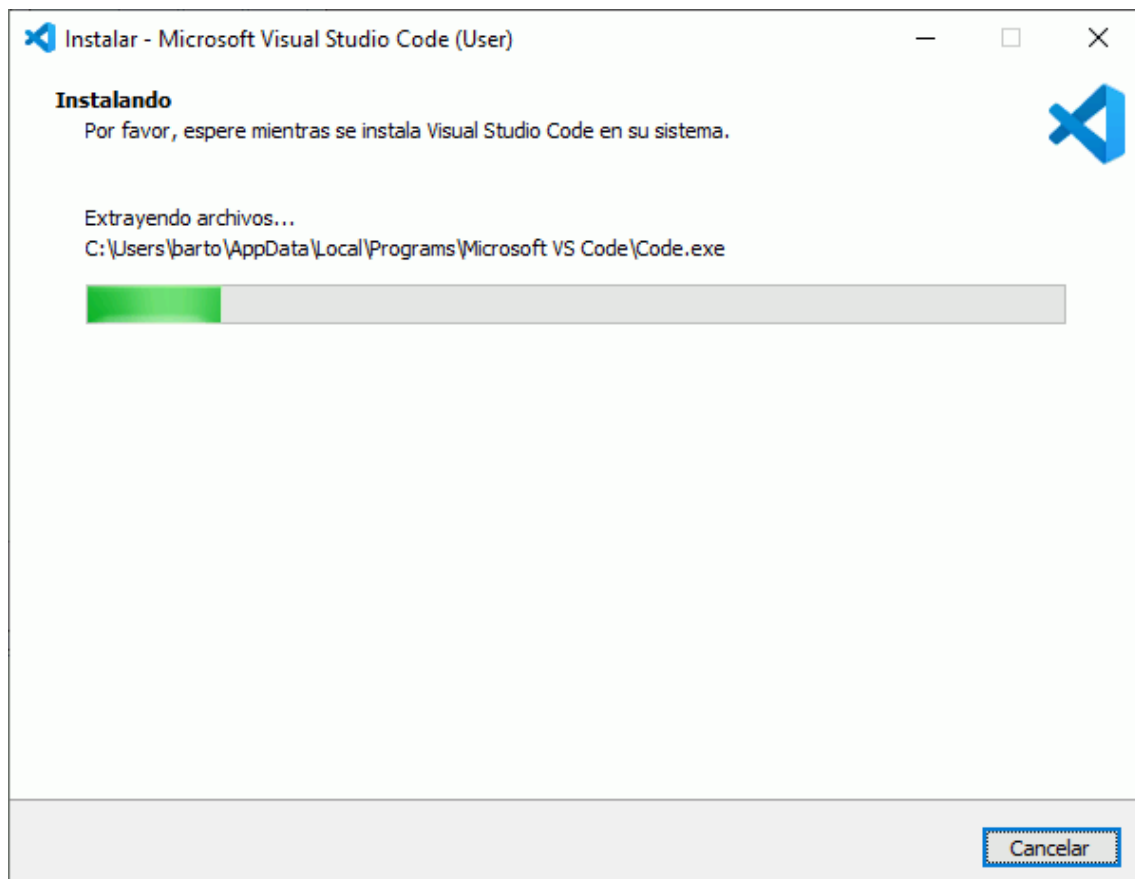 Instalar - Microsoft Visual Studio Code (User)
Instalando
Por favor, espere mientras se instala Visual Studio Code en su sistema.
Extrayendo archivos...
C:\Users\barto\AppData\Local\Programs\Microsoft VS Code\Code.exe
Cancelar